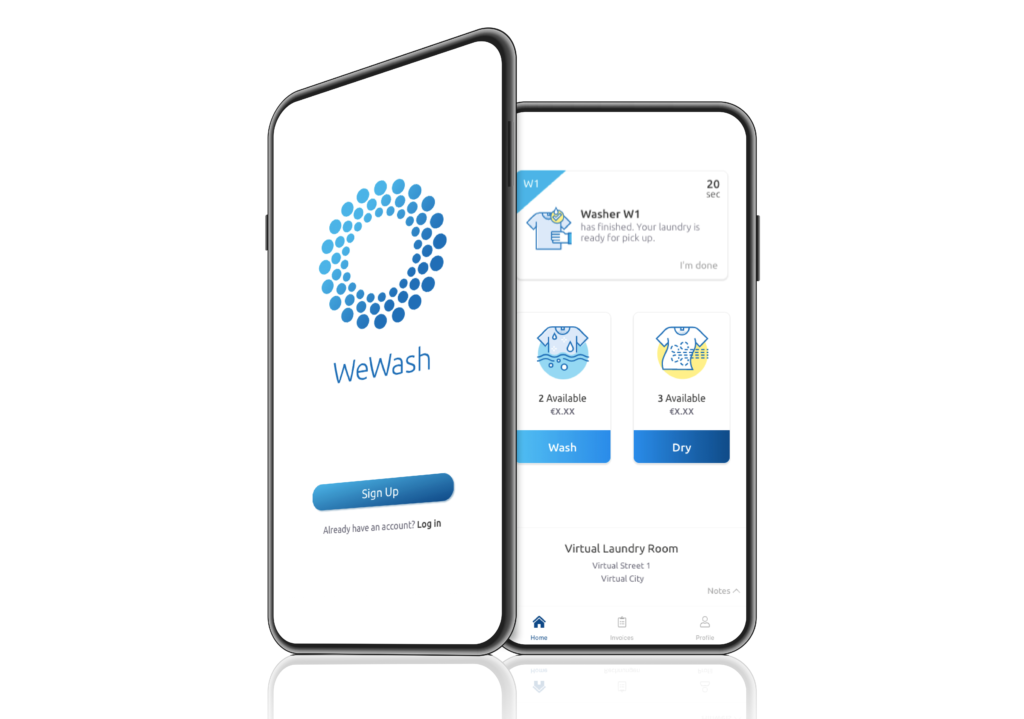 WeWash
Sign Up
Already have an account? Log in
W1
20
sec
Washer W1
has finished. Your laundry is
ready for pick up.
I'm done
2 Available
€X.XX
Wash
3 Available
€X.XX
Dry
Virtual Laundry Room
Virtual Street 1
Virtual City
Notes
Home
Invoices
Profile